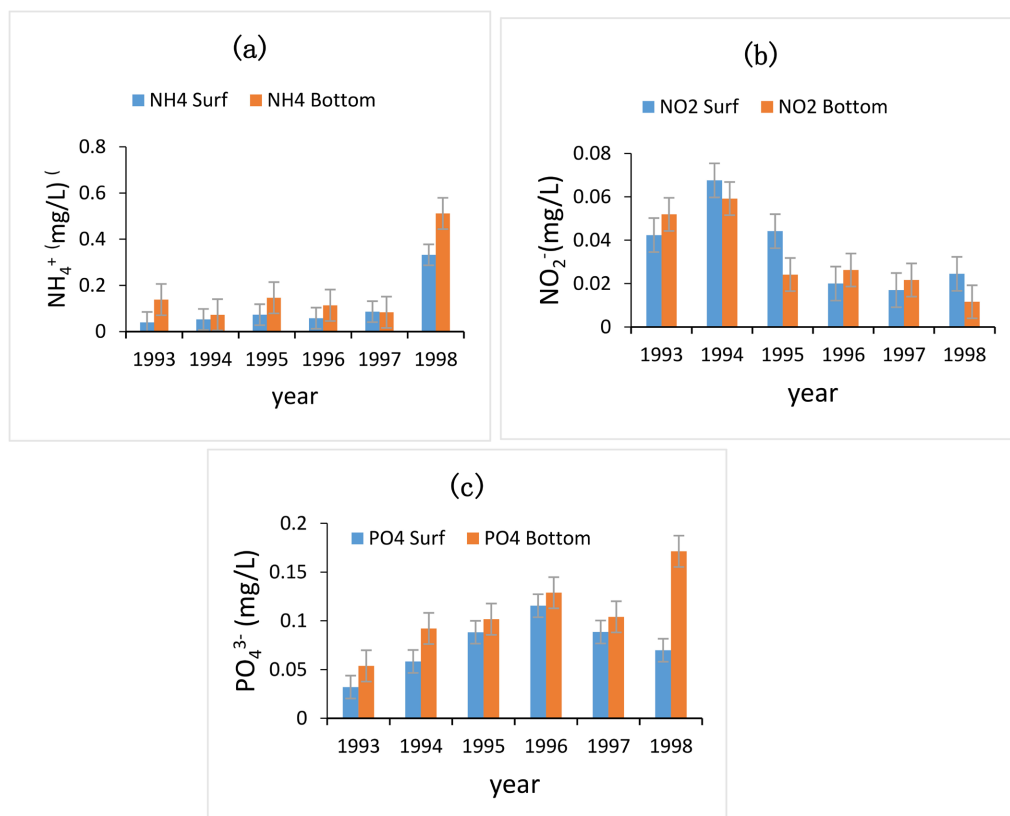 (a)
NH4 Surf NH4 Bottom
NH₄⁺ ⁽(mg/L) ⁽
0.8
0.6
0.4
0.2
0
1993 1994 1995 1996 1997 1998
year
(b)
NO2 Surf NO2 Bottom
NO₂⁻(mg/L)
0.08
0.06
0.04
0.02
0
1993 1994 1995 1996 1997 1998
year
(c)
PO4 Surf PO4 Bottom
PO₄³⁻ (mg/L)
0.2
0.15
0.1
0.05
0
1993 1994 1995 1996 1997 1998
year